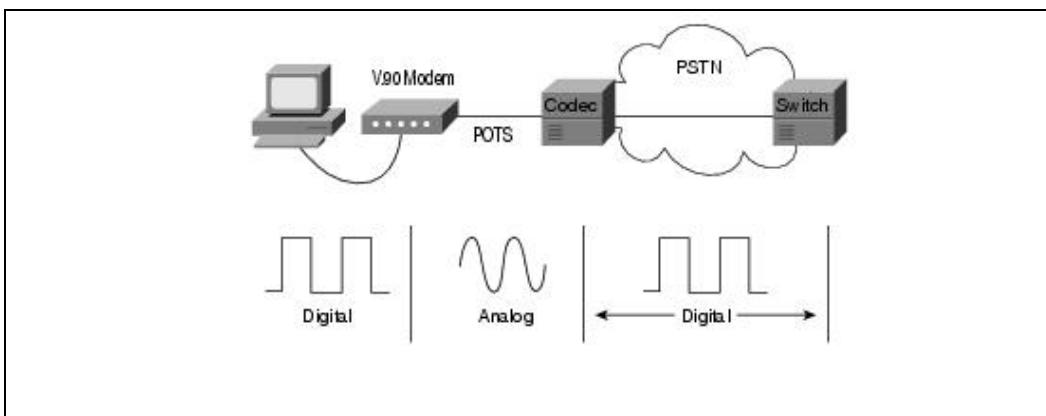 PSTN
V.90 Modem
Codec
Switch
POTS
Digital
Analog
Digital